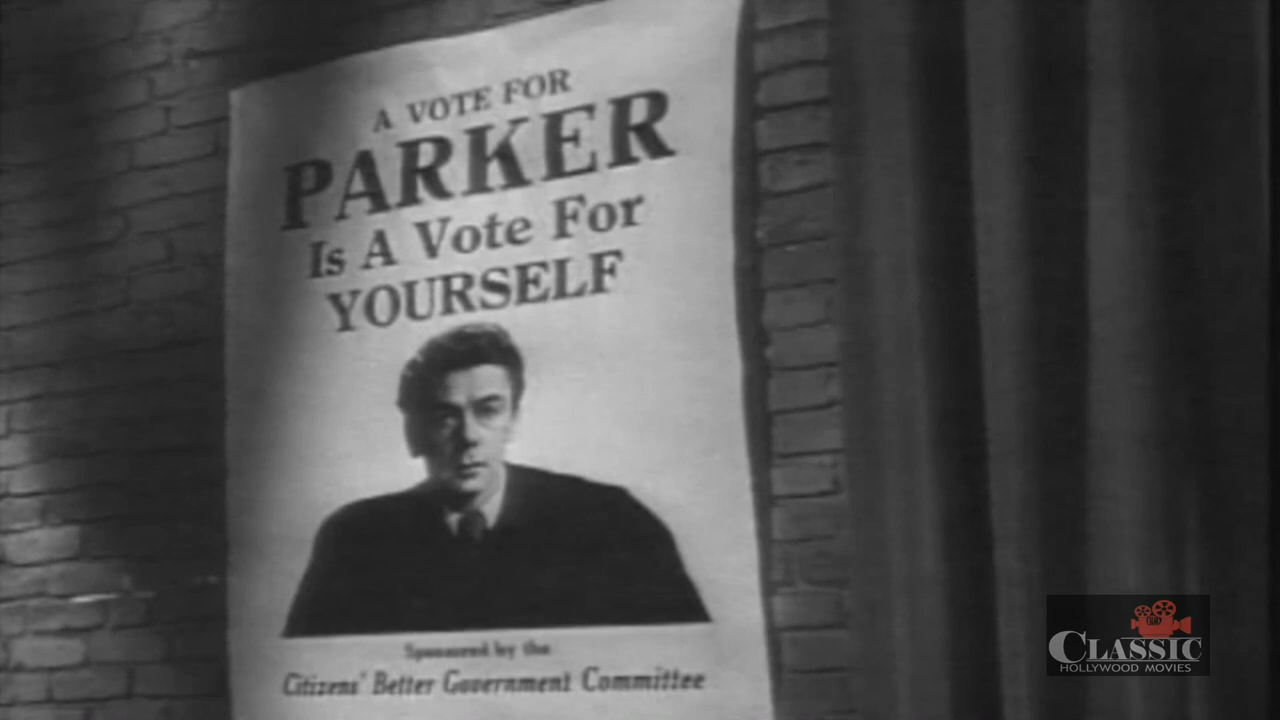 A VOTE FOR
PARKER
Is A Vote For
YOURSELF
Sponsored by the
Citizens' Better Government Committee
CLASSIC
HOLLYWOOD MOVIES